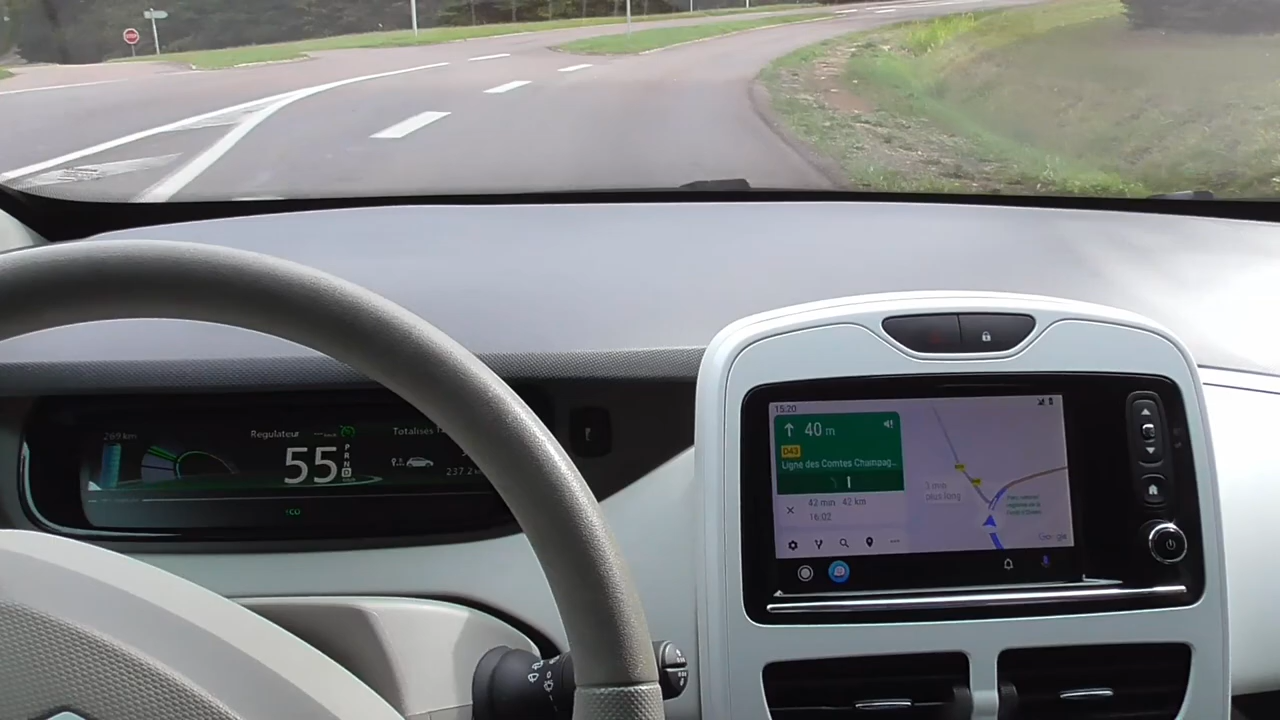 269 km
Regulateur
55
P
R
N
D
ECO
Totalises
237.2
15:20
40 m
D43
Ligne des Comtes Champag...
42 min 42 km
16:02
3 min
plus long
Google